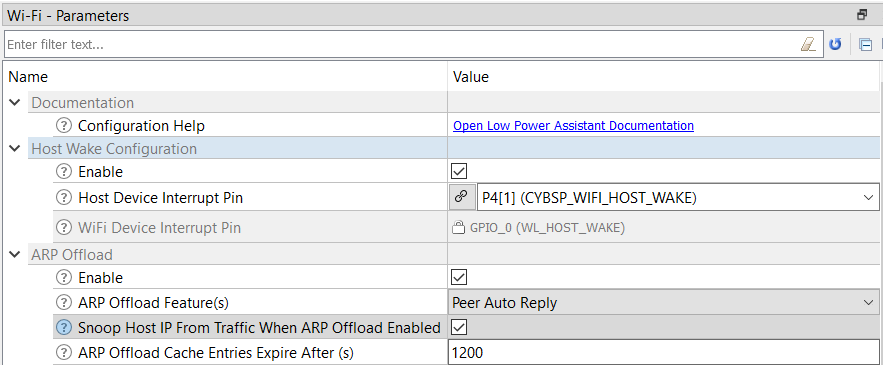 Wi-Fi - Parameters
Enter filter text...
Name Value
Documentation
? Configuration Help Open Low Power Assistant Documentation
Host Wake Configuration
? Enable
? Host Device Interrupt Pin P4[1] (CYBSP_WIFI_HOST_WAKE)
? WiFi Device Interrupt Pin GPIO_0 (WL_HOST_WAKE)
ARP Offload
? Enable
? ARP Offload Feature(s) Peer Auto Reply
? Snoop Host IP From Traffic When ARP Offload Enabled
? ARP Offload Cache Entries Expire After (s) 1200